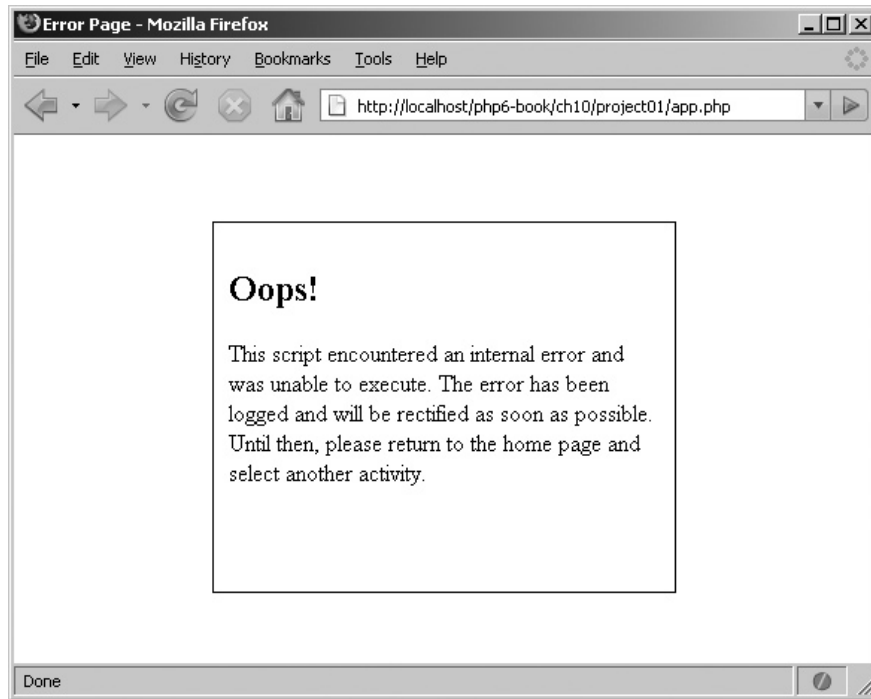 Error Page - Mozilla Firefox
File Edit View History Bookmarks Tools Help
http://localhost/php6-book/ch10/project01/app.php
Oops!
This script encountered an internal error and
was unable to execute. The error has been
logged and will be rectified as soon as possible.
Until then, please return to the home page and
select another activity.
Done